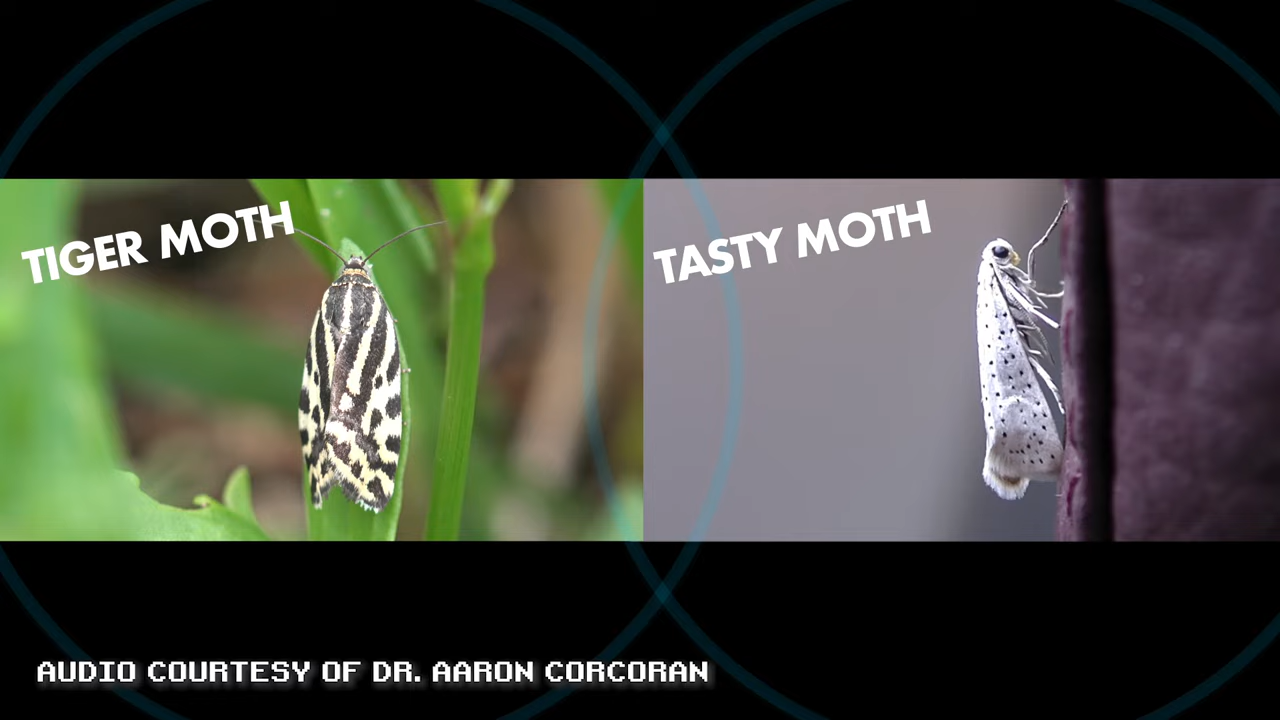 TIGER MOTH
TASTY MOTH
AUDIO COURTESY OF DR. AARON CORCORAN